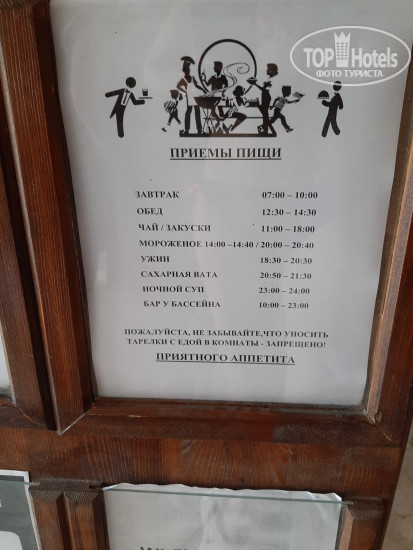 TOP Hotels
ФОТО ТУРИСТА
ПРИЕМЫ ПИЩИ
ЗАВТРАК 07:00 – 10:00
ОБЕД 12:30 – 14:30
ЧАЙ / ЗАКУСКИ 11:00 – 18:00
МОРОЖЕНОЕ 14:00 –14:40 / 20:00 – 20:40
УЖИН 18:30 – 20:30
САХАРНАЯ ВАТА 20:50 – 21:30
НОЧНОЙ СУП 23:00 – 24:00
БАР У БАССЕЙНА 10:00 – 23:00
ПОЖАЛУЙСТА, НЕ ЗАБЫВАЙТЕ,ЧТО УНОСИТЬ
ТАРЕЛКИ С ЕДОЙ В КОМНАТЫ - ЗАПРЕЩЕНО!
ПРИЯТНОГО АППЕТИТА